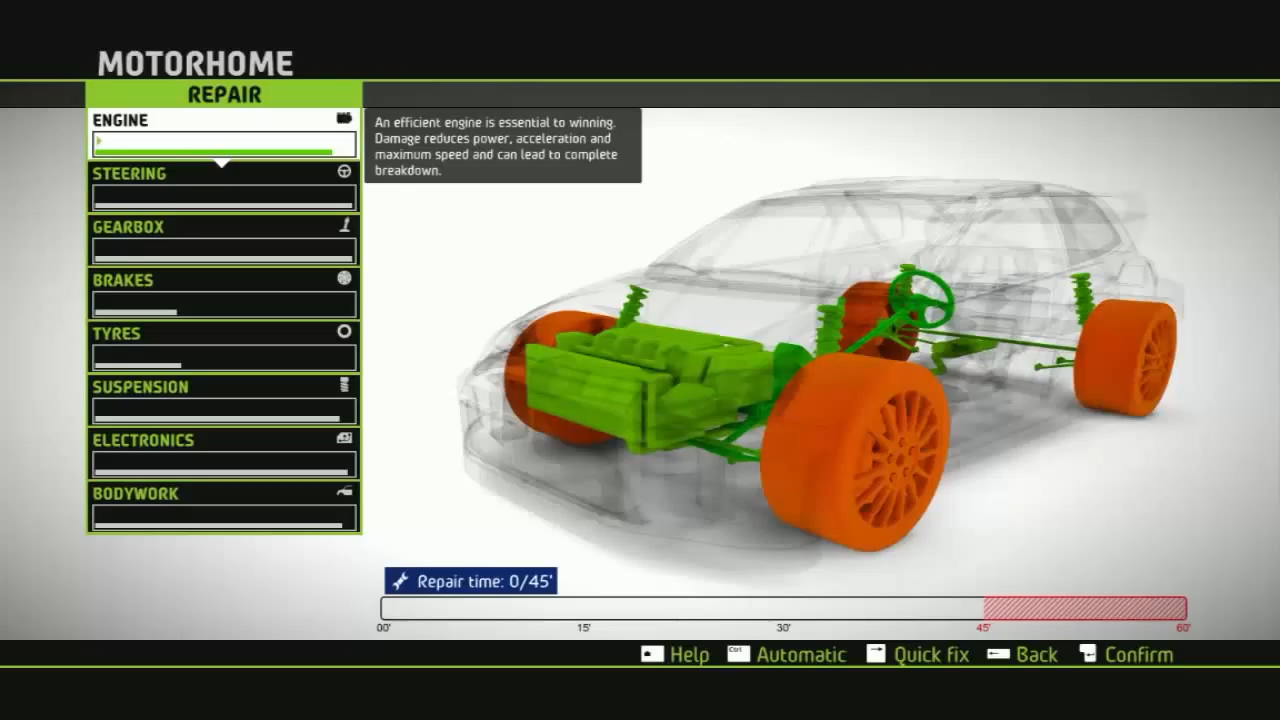 MOTORHOME
REPAIR
ENGINE
An efficient engine is essential to winning.
Damage reduces power, acceleration and
maximum speed and can lead to complete
breakdown.
STEERING
GEARBOX
BRAKES
TYRES
SUSPENSION
ELECTRONICS
BODYWORK
Repair time: 0/45'
00' 15' 30' 45' 60'
Help Ctrl Automatic Quick fix Back Confirm